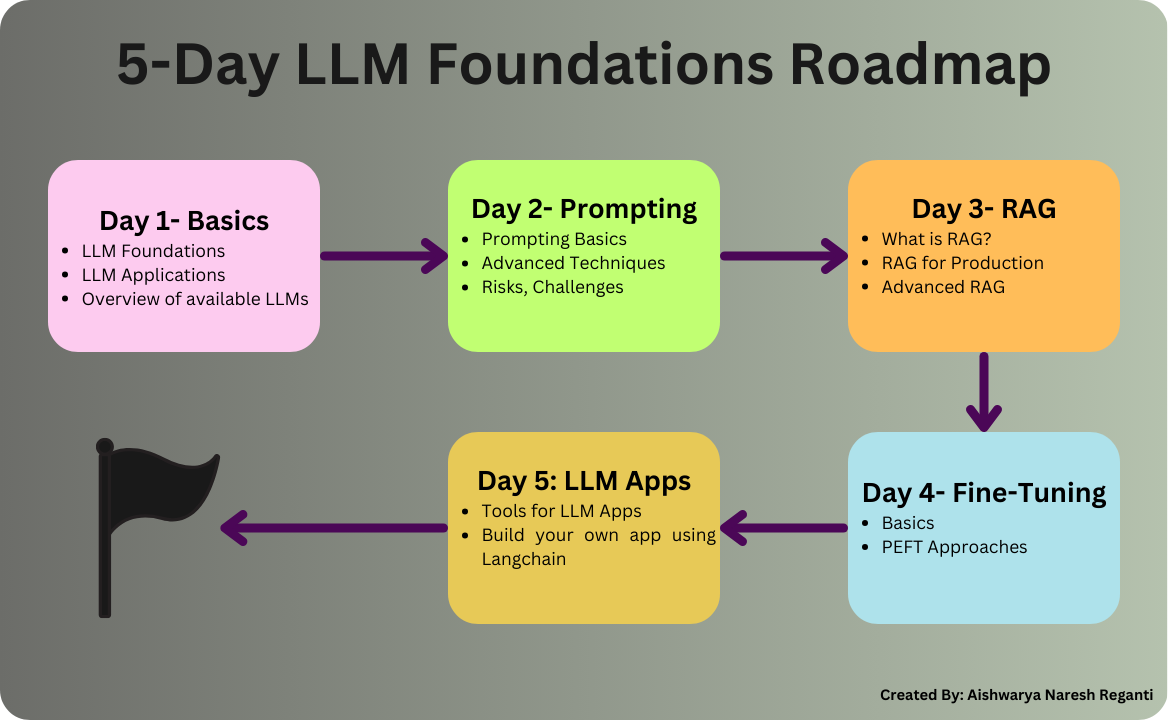 5-Day LLM Foundations Roadmap
Day 1- Basics
• LLM Foundations
• LLM Applications
• Overview of available LLMs
Day 2- Prompting
• Prompting Basics
• Advanced Techniques
• Risks, Challenges
Day 3- RAG
• What is RAG?
• RAG for Production
• Advanced RAG
Day 4- Fine-Tuning
• Basics
• PEFT Approaches
Day 5: LLM Apps
• Tools for LLM Apps
• Build your own app using
Langchain
Created By: Aishwarya Naresh Reganti